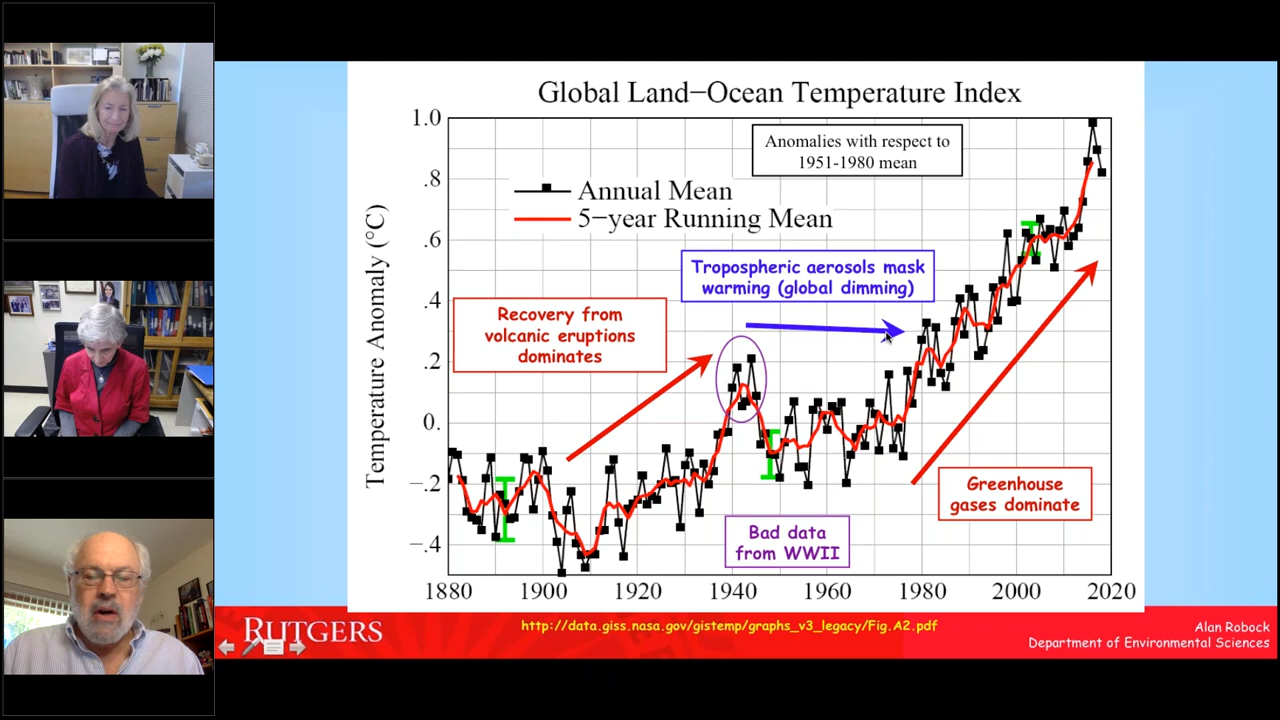 Global Land−Ocean Temperature Index
Anomalies with respect to
1951-1980 mean
Annual Mean
5−year Running Mean
Temperature Anomaly (°C)
1.0
.8
.6
.4
.2
0.
−.2
−.4
1880
1900
1920
1940
1960
1980
2000
2020
Tropospheric aerosols mask
warming (global dimming)
Recovery from
volcanic eruptions
dominates
Greenhouse
gases dominate
Bad data
from WWII
RUTGERS
http://data.giss.nasa.gov/gistemp/graphs_v3_legacy/Fig.A2.pdf
Alan Robock
Department of Environmental Sciences